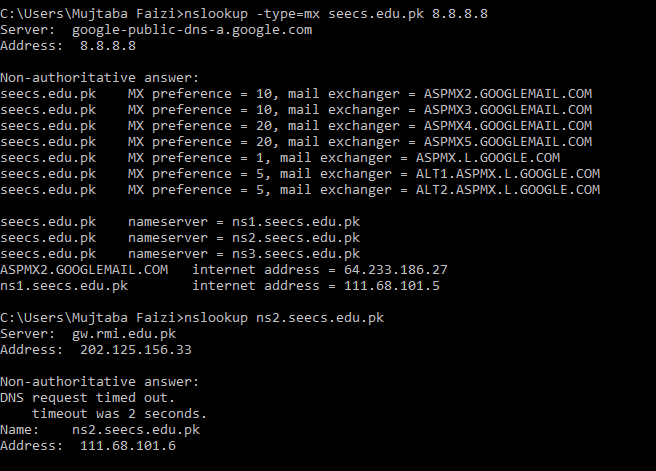 C:\Users\Mujtaba Faizi>nslookup -type=mx seecs.edu.pk 8.8.8.8
Server:  google-public-dns-a.google.com
Address:  8.8.8.8

Non-authoritative answer:
seecs.edu.pk    MX preference = 10, mail exchanger = ASPMX2.GOOGLEMAIL.COM
seecs.edu.pk    MX preference = 10, mail exchanger = ASPMX3.GOOGLEMAIL.COM
seecs.edu.pk    MX preference = 20, mail exchanger = ASPMX4.GOOGLEMAIL.COM
seecs.edu.pk    MX preference = 20, mail exchanger = ASPMX5.GOOGLEMAIL.COM
seecs.edu.pk    MX preference = 1, mail exchanger = ASPMX.L.GOOGLE.COM
seecs.edu.pk    MX preference = 5, mail exchanger = ALT1.ASPMX.L.GOOGLE.COM
seecs.edu.pk    MX preference = 5, mail exchanger = ALT2.ASPMX.L.GOOGLE.COM

seecs.edu.pk    nameserver = ns1.seecs.edu.pk
seecs.edu.pk    nameserver = ns2.seecs.edu.pk
seecs.edu.pk    nameserver = ns3.seecs.edu.pk
ASPMX2.GOOGLEMAIL.COM   internet address = 64.233.186.27
ns1.seecs.edu.pk        internet address = 111.68.101.5

C:\Users\Mujtaba Faizi>nslookup ns2.seecs.edu.pk
Server:  gw.rmi.edu.pk
Address:  202.125.156.33

Non-authoritative answer:
DNS request timed out.
    timeout was 2 seconds.
Name:    ns2.seecs.edu.pk
Address:  111.68.101.6